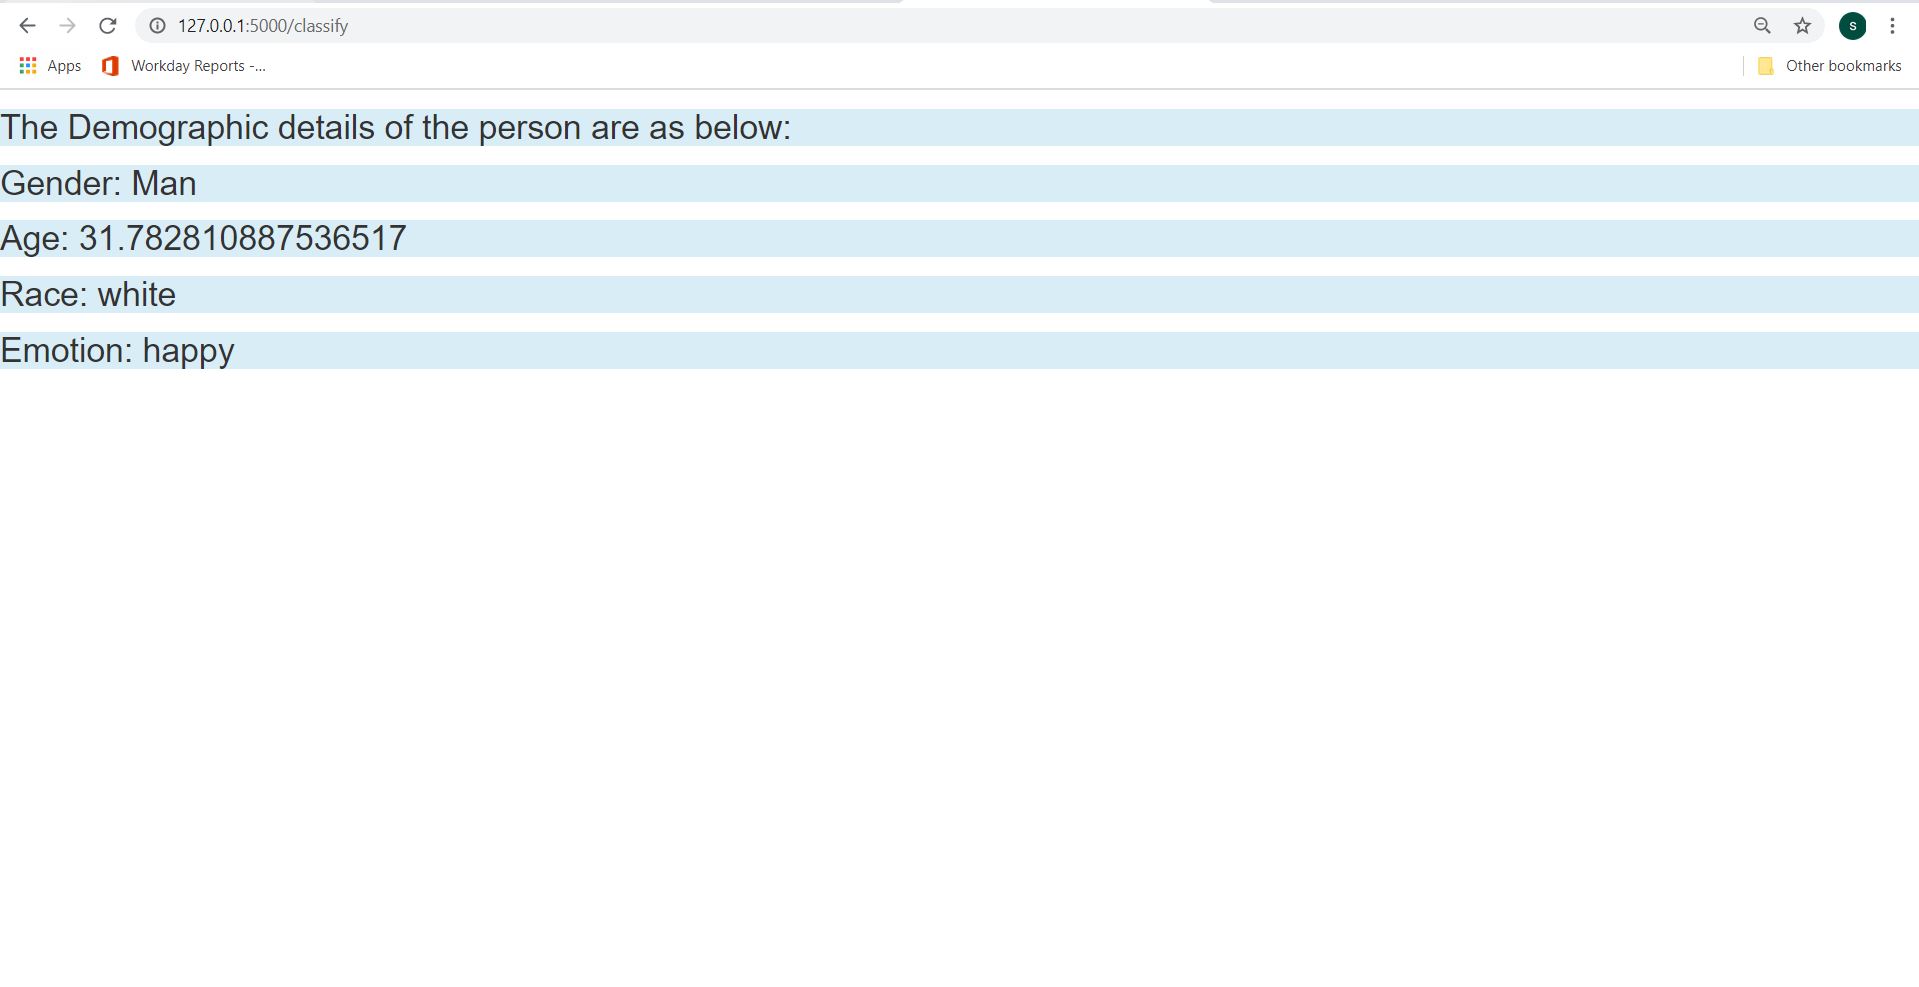 127.0.0.1:5000/classify
S
Apps
Workday Reports -...
Other bookmarks
The Demographic details of the person are as below:
Gender: Man
Age: 31.782810887536517
Race: white
Emotion: happy